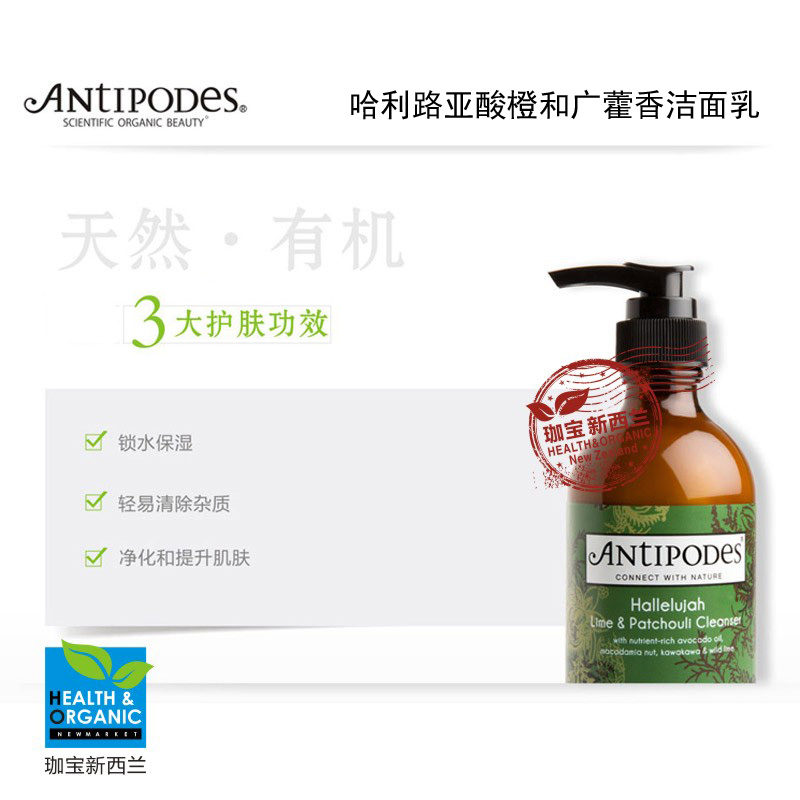 ANTIPODES®
SCIENTIFIC ORGANIC BEAUTY®
哈利路亚酸橙和广藿香洁面乳
天然·有机
3大护肤功效
锁水保湿
轻易清除杂质
净化和提升肌肤
珈宝新西兰
HEALTH&ORGANIC
New Zealand
ANTIPODES®
CONNECT WITH NATURE
Hallelujah
Lime & Patchouli Cleanser
with nutrient-rich avocado oil,
macadamia nut, kawakawa & wild lime
HEALTH &
ORGANIC
NEWMARKET
珈宝新西兰